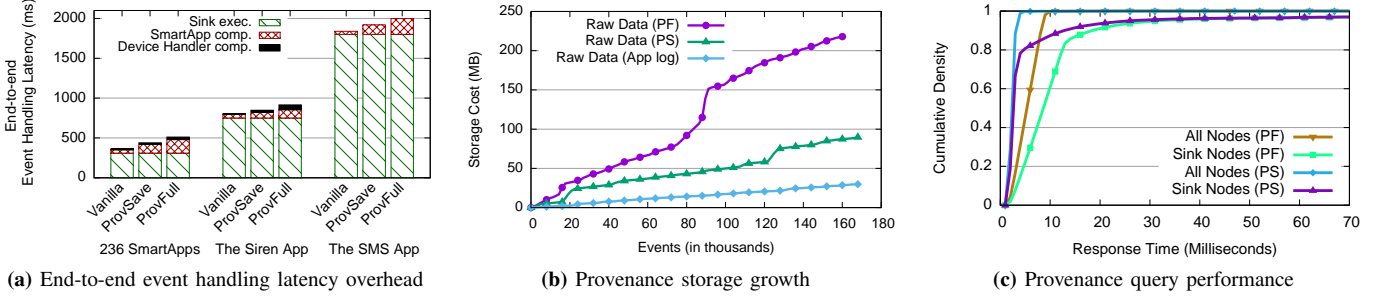 End-to-end
Event Handling Latency (ms)
2000
1500
1000
500
0
Sink exec.
SmartApp comp.
Device Handler comp.
Vanilla
ProvSave
ProvFull
Vanilla
ProvSave
ProvFull
Vanilla
ProvSave
ProvFull
236 SmartApps
The Siren App
The SMS App
(a) End-to-end event handling latency overhead
Storage Cost (MB)
250
200
150
100
50
0
Raw Data (PF)
Raw Data (PS)
Raw Data (App log)
0 20 40 60 80 100 120 140 160 180
Events (in thousands)
(b) Provenance storage growth
Cumulative Density
1
0.8
0.6
0.4
0.2
0
All Nodes (PF)
Sink Nodes (PF)
All Nodes (PS)
Sink Nodes (PS)
0 10 20 30 40 50 60 70
Response Time (Milliseconds)
(c) Provenance query performance